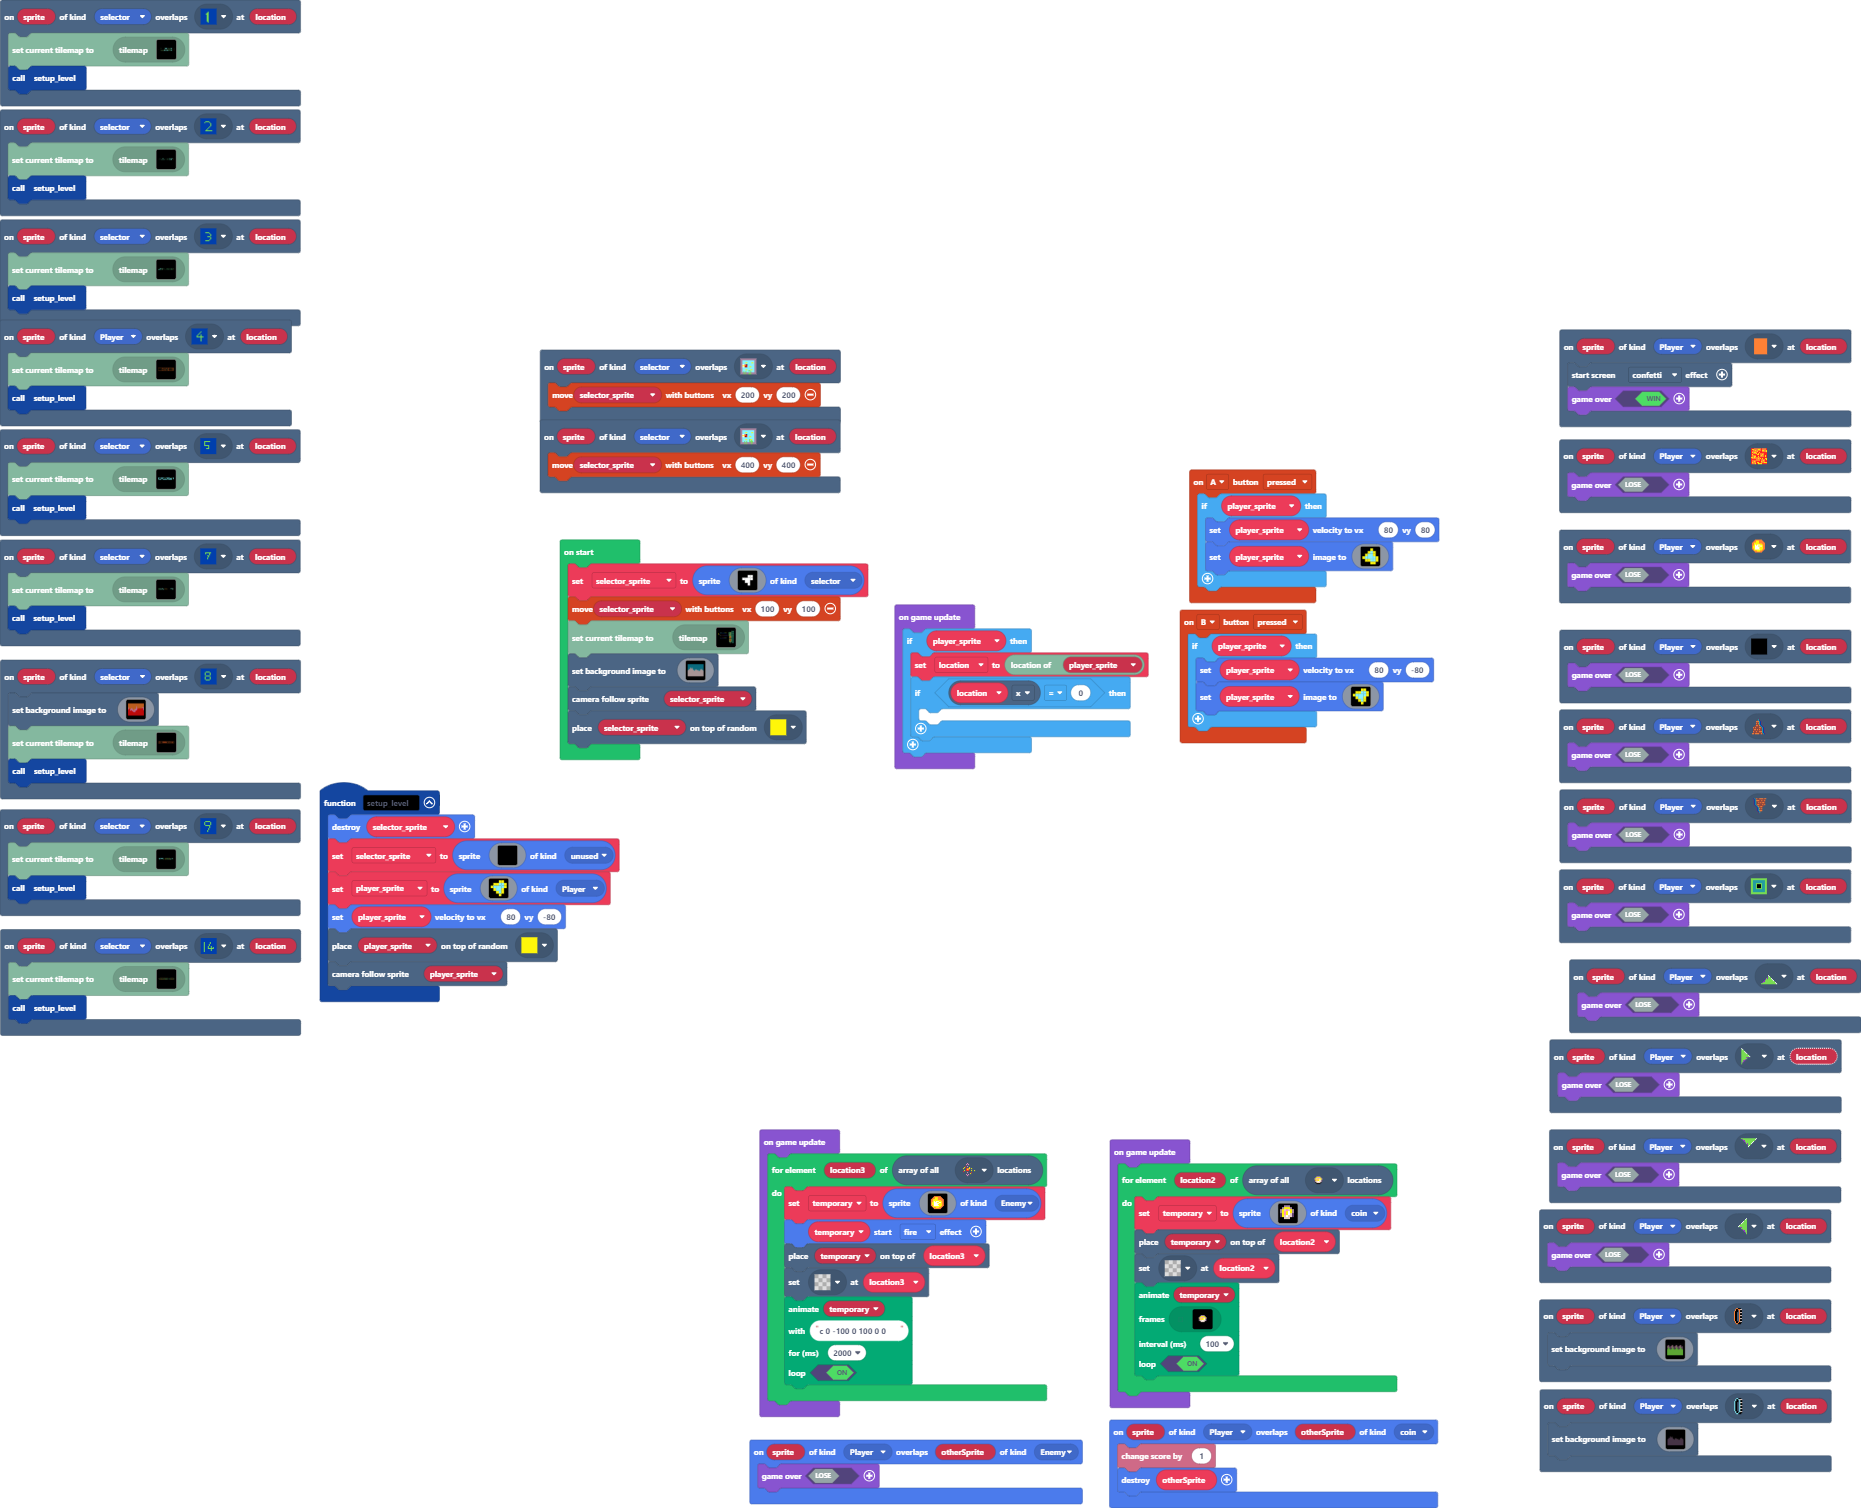 on sprite of kind selector overlaps 1 at location
set current tilemap to tilemap
call setup_level
on sprite of kind selector overlaps 2 at location
set current tilemap to tilemap
call setup_level
on sprite of kind selector overlaps 3 at location
set current tilemap to tilemap
call setup_level
on sprite of kind Player overlaps 4 at location
set current tilemap to tilemap
call setup_level
on sprite of kind selector overlaps 5 at location
set current tilemap to tilemap
call setup_level
on sprite of kind selector overlaps 7 at location
set current tilemap to tilemap
call setup_level
on sprite of kind selector overlaps 8 at location
set background image to
set current tilemap to tilemap
call setup_level
on sprite of kind selector overlaps 9 at location
set current tilemap to tilemap
call setup_level
on sprite of kind selector overlaps 14 at location
set current tilemap to tilemap
call setup_level
function setup_level
destroy selector_sprite
set selector_sprite to sprite of kind unused
set player_sprite to sprite of kind Player
set player_sprite velocity to vx 80 vy -80
place player_sprite on top of random
camera follow sprite player_sprite
on sprite of kind selector overlaps at location
move selector_sprite with buttons vx 200 vy 200
on sprite of kind selector overlaps at location
move selector_sprite with buttons vx 400 vy 400
on start
set selector_sprite to sprite of kind selector
move selector_sprite with buttons vx 100 vy 100
set current tilemap to tilemap
set background image to
camera follow sprite selector_sprite
place selector_sprite on top of random
on game update
if player_sprite then
set location to location of player_sprite
if location x = 0 then
on A button pressed
if player_sprite then
set player_sprite velocity to vx 80 vy 80
set player_sprite image to
on B button pressed
if player_sprite then
set player_sprite velocity to vx 80 vy -80
set player_sprite image to
on game update
for element location3 of array of all locations
do
set temporary to sprite of kind Enemy
temporary start fire effect
place temporary on top of location3
set at location3
animate temporary
with "c 0 -100 0 100 0 0"
for (ms) 2000
loop ON
on sprite of kind Player overlaps otherSprite of kind Enemy
game over LOSE
on game update
for element location2 of array of all locations
do
set temporary to sprite of kind coin
place temporary on top of location2
set at location2
animate temporary
frames
interval (ms) 100
loop ON
on sprite of kind Player overlaps otherSprite of kind coin
change score by 1
destroy otherSprite
on sprite of kind Player overlaps at location
start screen confetti effect
game over WIN
on sprite of kind Player overlaps at location
game over LOSE
on sprite of kind Player overlaps at location
game over LOSE
on sprite of kind Player overlaps at location
game over LOSE
on sprite of kind Player overlaps at location
game over LOSE
on sprite of kind Player overlaps at location
game over LOSE
on sprite of kind Player overlaps at location
game over LOSE
on sprite of kind Player overlaps at location
game over LOSE
on sprite of kind Player overlaps at location
game over LOSE
on sprite of kind Player overlaps at location
game over LOSE
on sprite of kind Player overlaps at location
game over LOSE
on sprite of kind Player overlaps at location
set background image to
on sprite of kind Player overlaps at location
set background image to